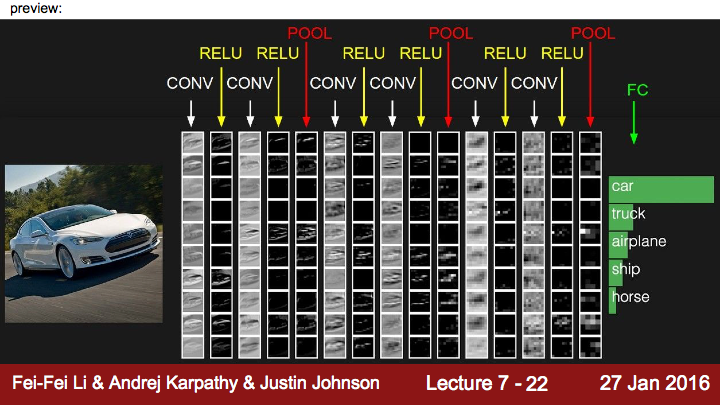 preview:
POOL POOL POOL
RELU RELU RELU RELU RELU RELU
CONV CONV CONV CONV CONV CONV
FC
car
truck
airplane
ship
horse
Fei-Fei Li & Andrej Karpathy & Justin Johnson Lecture 7 - 22 27 Jan 2016